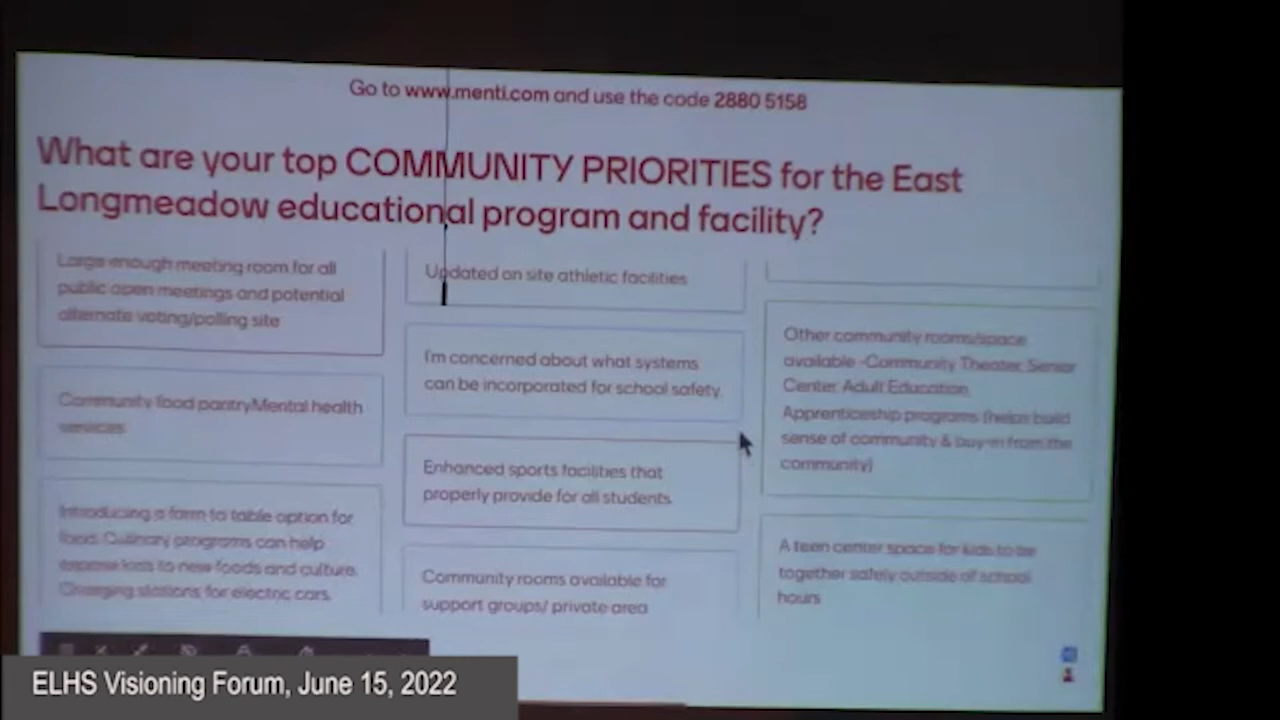 Go to www.menti.com and use the code 2880 5158
What are your top COMMUNITY PRIORITIES for the East
Longmeadow educational program and facility?
Large enough meeting room for all
public open meetings and potential
alternate voting/polling site
Community food pantryMental health
services
Introducing a farm to table option for
food. Culinary programs can help
expose kids to new foods and culture.
Charging stations for electric cars.
Updated on site athletic facilities
I'm concerned about what systems
can be incorporated for school safety.
Enhanced sports facilities that
properly provide for all students.
Community rooms available for
support groups/ private area
Other community rooms/space
available -Community Theater, Senior
Center, Adult Education,
Apprenticeship programs (helps build
sense of community & buy-in from the
community)
A teen center space for kids to be
together safely outside of school
hours
ELHS Visioning Forum, June 15, 2022